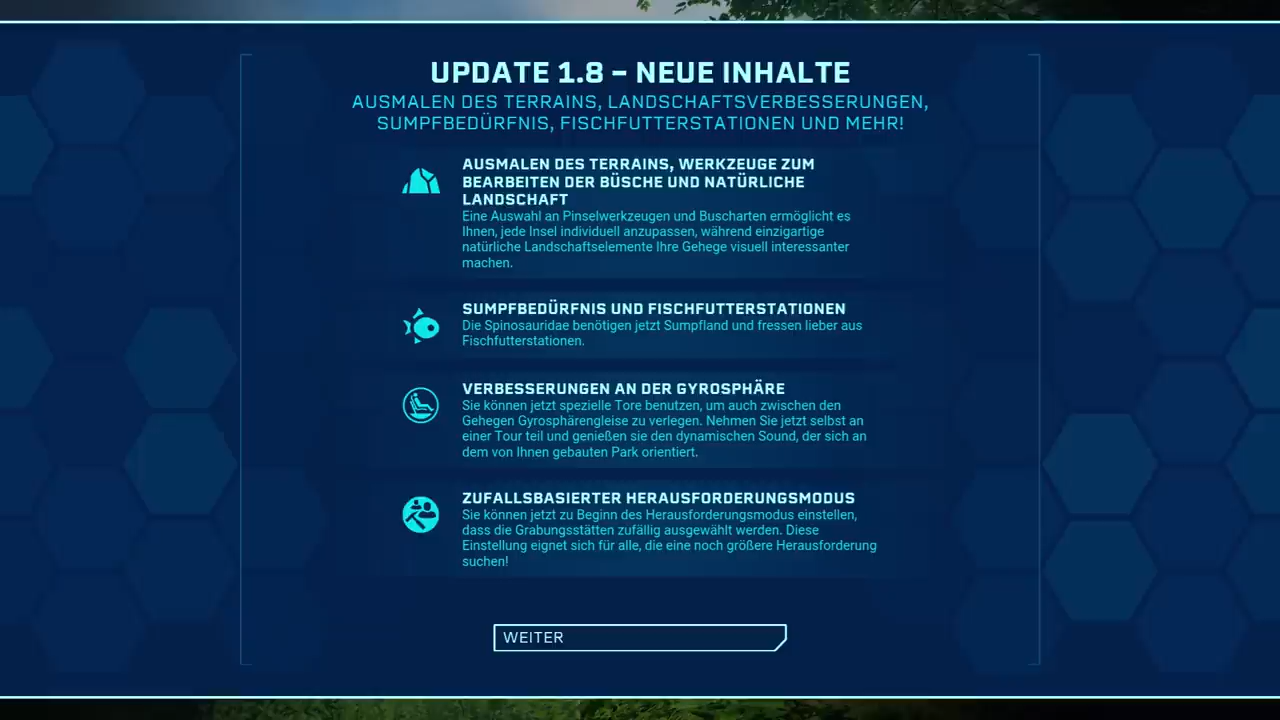 UPDATE 1.8 – NEUE INHALTE
AUSMALEN DES TERRAINS, LANDSCHAFTSVERBESSERUNGEN,
SUMPFBEDÜRFNIS, FISCHFUTTERSTATIONEN UND MEHR!
AUSMALEN DES TERRAINS, WERKZEUGE ZUM
BEARBEITEN DER BÜSCHE UND NATÜRLICHE
LANDSCHAFT
Eine Auswahl an Pinselwerkzeugen und Buscharten ermöglicht es
Ihnen, jede Insel individuell anzupassen, während einzigartige
natürliche Landschaftselemente Ihre Gehege visuell interessanter
machen.
SUMPFBEDÜRFNIS UND FISCHFUTTERSTATIONEN
Die Spinosauridae benötigen jetzt Sumpfland und fressen lieber aus
Fischfutterstationen.
VERBESSERUNGEN AN DER GYROSPHÄRE
Sie können jetzt spezielle Tore benutzen, um auch zwischen den
Gehegen Gyrosphärengleise zu verlegen. Nehmen Sie jetzt selbst an
einer Tour teil und genießen sie den dynamischen Sound, der sich an
dem von Ihnen gebauten Park orientiert.
ZUFALLSBASIERTER HERAUSFORDERUNGSMODUS
Sie können jetzt zu Beginn des Herausforderungsmodus einstellen,
dass die Grabungsstätten zufällig ausgewählt werden. Diese
Einstellung eignet sich für alle, die eine noch größere Herausforderung
suchen!
WEITER